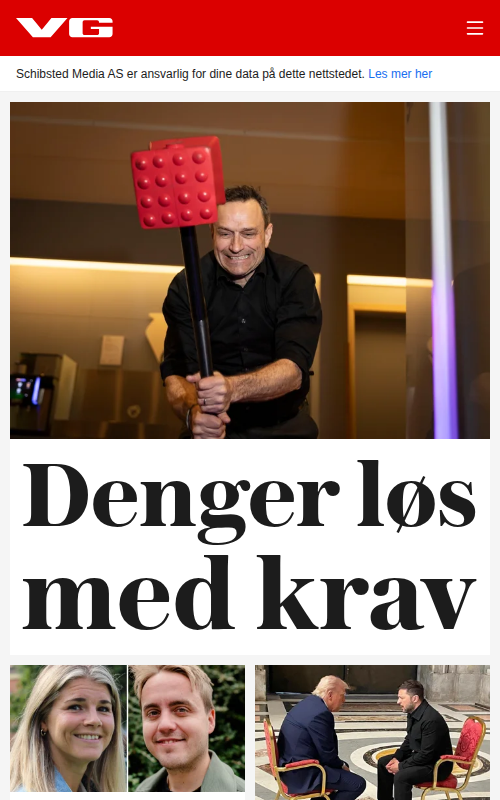 VG
Schibsted Media AS er ansvarlig for dine data på dette nettstedet. Les mer her
Denger løs
med krav